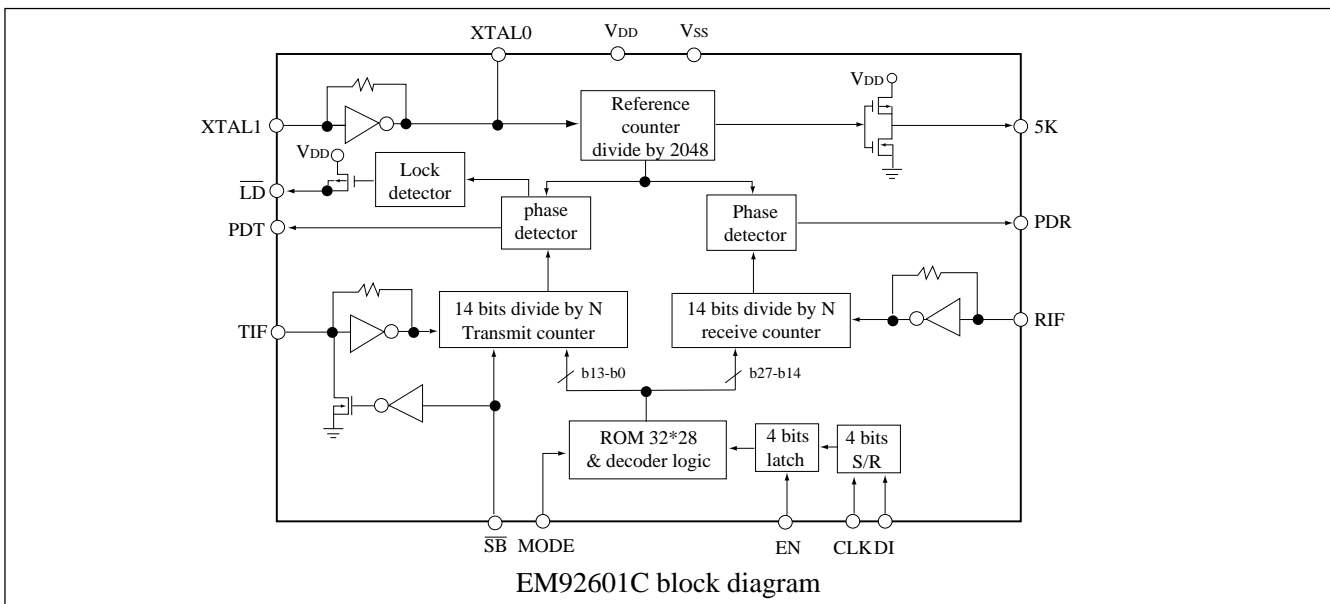 XTAL0 VDD VSS
XTAL1
Reference
counter
divide by 2048
VDD
5K
VDD
LD
Lock
detector
PDT
phase
detector
Phase
detector
PDR
TIF
14 bits divide by N
Transmit counter
14 bits divide by N
receive counter
RIF
b13-b0
b27-b14
ROM 32*28
& decoder logic
4 bits
latch
4 bits
S/R
SB MODE EN CLK DI
EM92601C block diagram